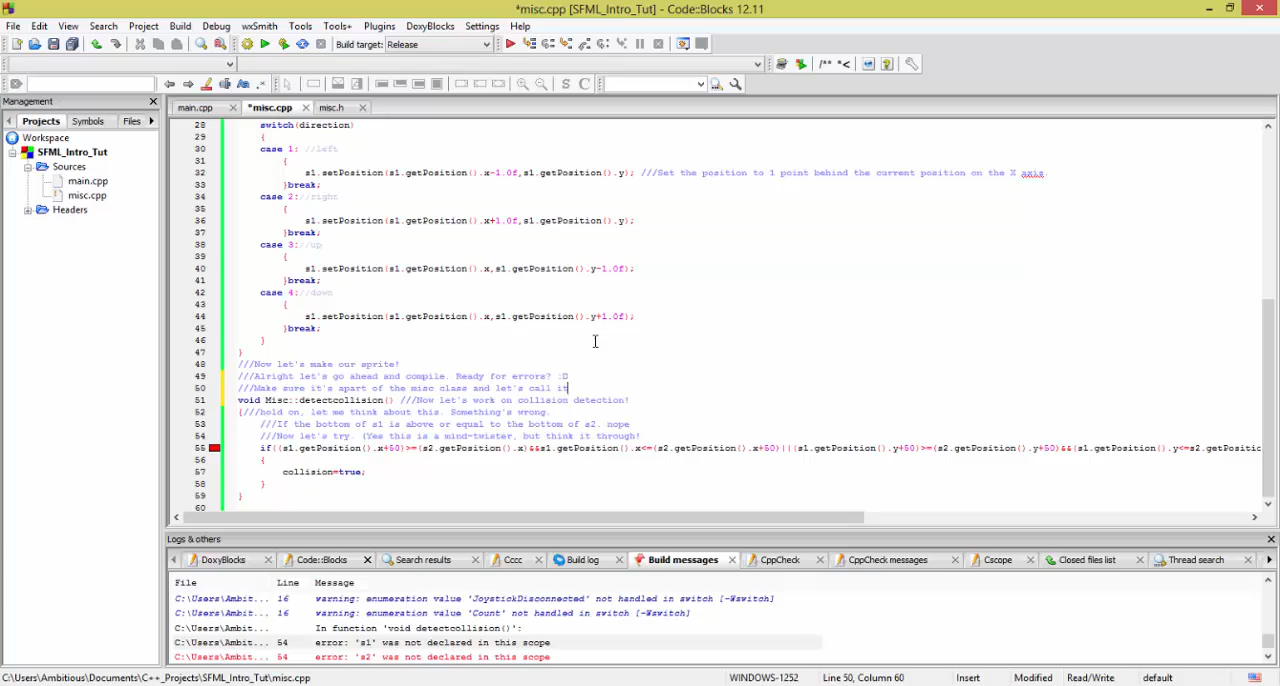 *misc.cpp [SFML_Intro_Tut] - Code::Blocks 12.11
File Edit View Search Project Build Debug wxSmith Tools Tools+ Plugins DoxyBlocks Settings Help
Build target: Release
/** *<
S C
Management
main.cpp *misc.cpp misc.h
Projects Symbols Files
Workspace
SFML_Intro_Tut
Sources
main.cpp
misc.cpp
Headers
28 switch(direction)
29 {
30 case 1: //left
31 {
32 s1.setPosition(s1.getPosition().x-1.0f,s1.getPosition().y); ///Set the position to 1 point behind the current position on the X axis.
33 }break;
34 case 2://right
35 {
36 s1.setPosition(s1.getPosition().x+1.0f,s1.getPosition().y);
37 }break;
38 case 3://up
39 {
40 s1.setPosition(s1.getPosition().x,s1.getPosition().y-1.0f);
41 }break;
42 case 4://down
43 {
44 s1.setPosition(s1.getPosition().x,s1.getPosition().y+1.0f);
45 }break;
46 }
47 }
48 ///Now let's make our sprite!
49 ///Alright let's go ahead and compile. Ready for errors? :D
50 ///Make sure it's apart of the misc class and let's call it
51 void Misc::detectcollision() ///Now let's work on collision detection!
52 {///hold on, let me think about this. Something's wrong.
53 ///If the bottom of s1 is above or equal to the bottom of s2. nope
54 ///Now let's try. (Yes this is a mind-twister, but think it through!
55 if((s1.getPosition().x+50)>=(s2.getPosition().x)&&s1.getPosition().x<=(s2.getPosition().x+50)||((s1.getPosition().y+50)>=(s2.getPosition().y+50)&&(s1.getPosition().y<=s2.getPositio
56 {
57 collision=true;
58 }
59 }
60
Logs & others
DoxyBlocks Code::Blocks Search results Cccc Build log Build messages CppCheck CppCheck messages Cscope Closed files list Thread search
File Line Message
C:\Users\Ambit... 16 warning: enumeration value 'JoystickDisconnected' not handled in switch [-Wswitch]
C:\Users\Ambit... 16 warning: enumeration value 'Count' not handled in switch [-Wswitch]
C:\Users\Ambit... In function 'void detectcollision()':
C:\Users\Ambit... 54 error: 's1' was not declared in this scope
C:\Users\Ambit... 54 error: 's2' was not declared in this scope
C:\Users\Ambitious\Documents\C++_Projects\SFML_Intro_Tut\misc.cpp WINDOWS-1252 Line 50, Column 60 Insert Modified Read/Write default